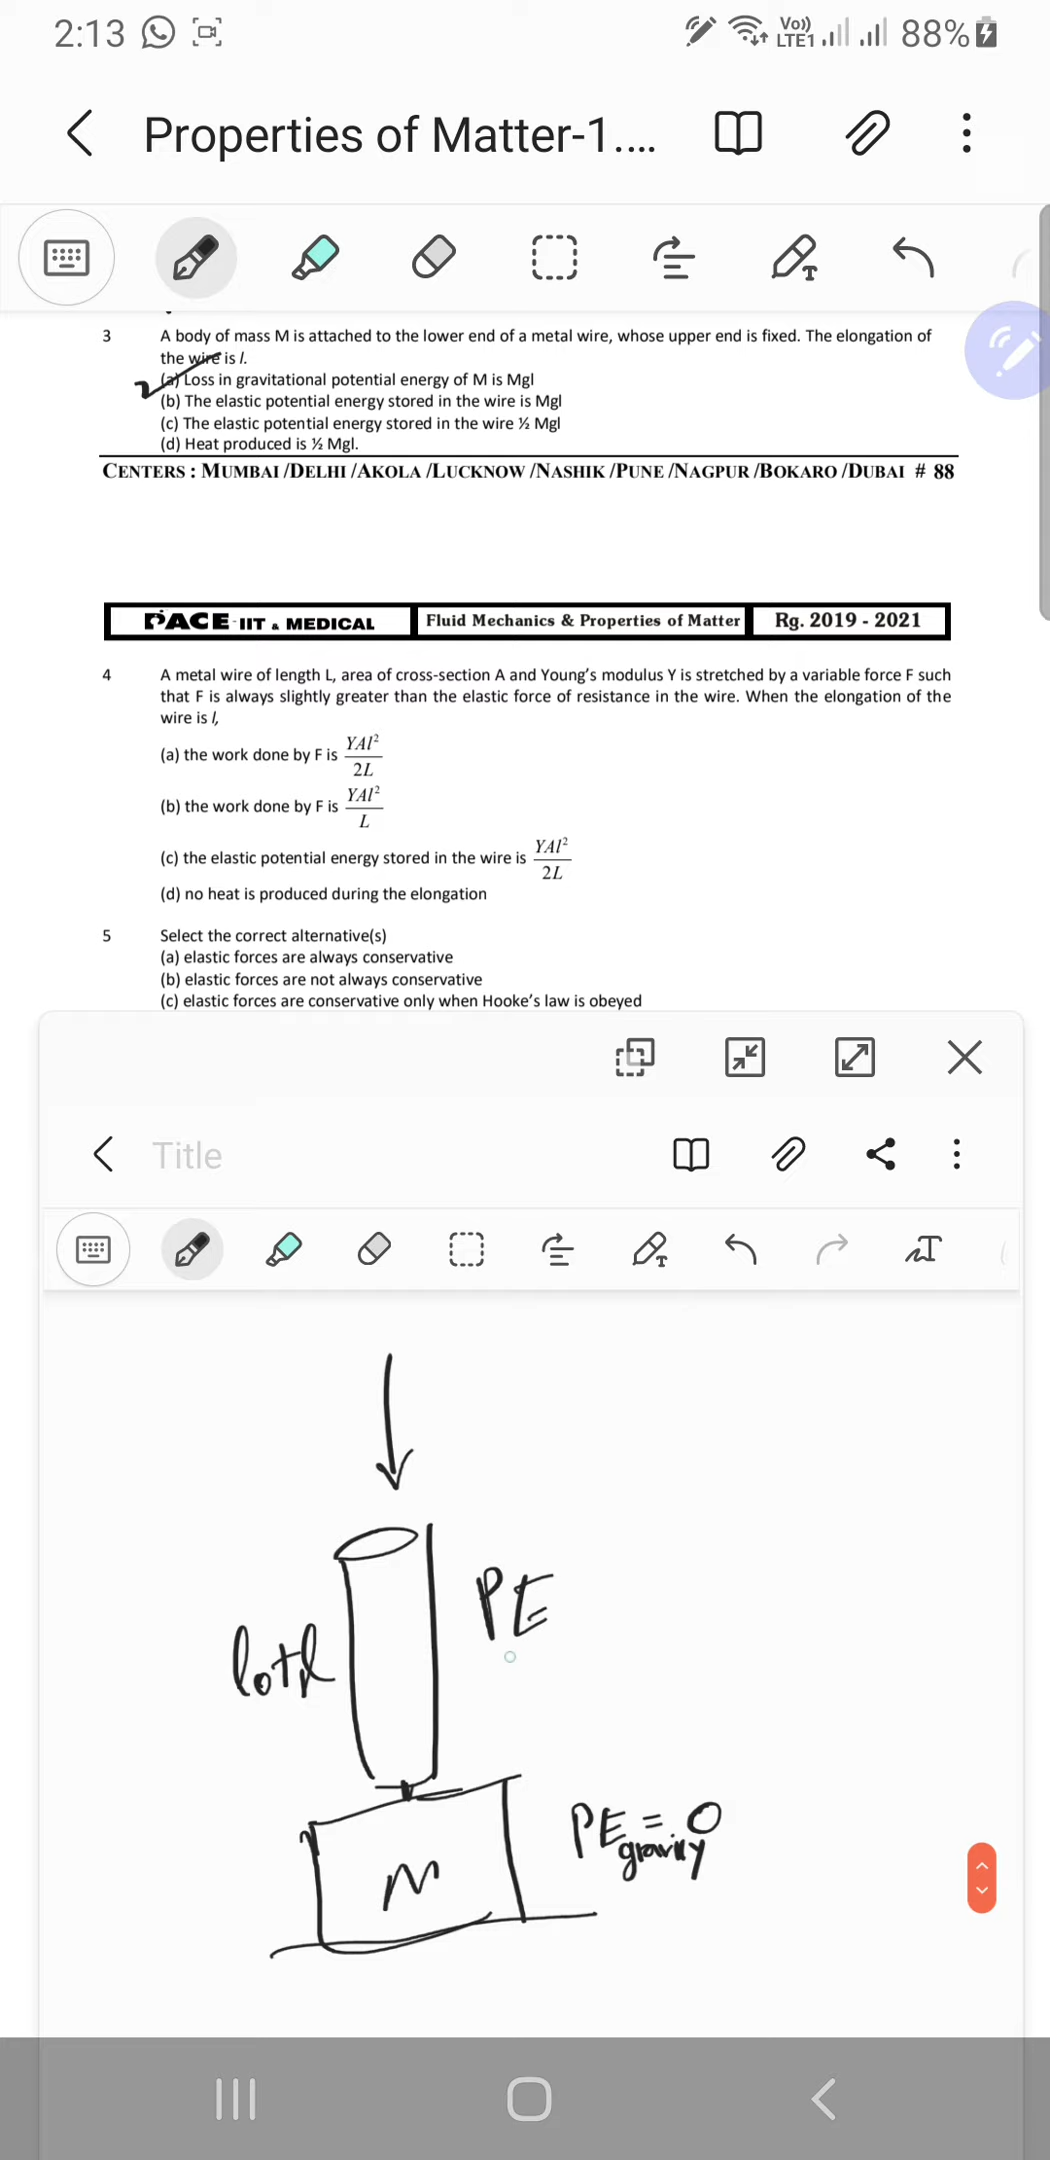 2:13 Vo)) LTE1 88%
Properties of Matter-1....
3 A body of mass M is attached to the lower end of a metal wire, whose upper end is fixed. The elongation of
the wire is l.
(a) Loss in gravitational potential energy of M is Mgl
(b) The elastic potential energy stored in the wire is Mgl
(c) The elastic potential energy stored in the wire ½ Mgl
(d) Heat produced is ½ Mgl.
CENTERS : MUMBAI /DELHI /AKOLA /LUCKNOW /NASHIK /PUNE /NAGPUR /BOKARO /DUBAI # 88
PACE IIT & MEDICAL Fluid Mechanics & Properties of Matter Rg. 2019 - 2021
4 A metal wire of length L, area of cross-section A and Young's modulus Y is stretched by a variable force F such
that F is always slightly greater than the elastic force of resistance in the wire. When the elongation of the
wire is l,
(a) the work done by F is YAl²/2L
(b) the work done by F is YAl²/L
(c) the elastic potential energy stored in the wire is YAl²/2L
(d) no heat is produced during the elongation
5 Select the correct alternative(s)
(a) elastic forces are always conservative
(b) elastic forces are not always conservative
(c) elastic forces are conservative only when Hooke's law is obeyed
Title
PE
lo+l
PE gravity = 0
M